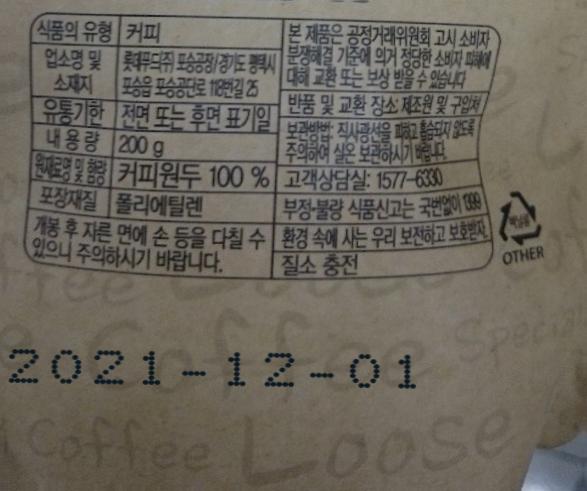 식품의 유형 커피
업소명 및 소재지 롯데푸드(주) 포승공장/경기도 평택시
포승읍 포승공단로 118번길 25
유통기한 전면 또는 후면 표기일
내 용 량 200 g
원재료명 및 함량 커피원두 100 %
포장재질 폴리에틸렌
개봉 후 자른 면에 손 등을 다칠 수
있으니 주의하시기 바랍니다.
본 제품은 공정거래위원회 고시 소비자
분쟁해결 기준에 의거 정당한 소비자 피해에
대해 교환 또는 보상 받을 수 있습니다
반품 및 교환 장소 제조원 및 구입처
보관방법: 직사광선을 피하고 흡습되지 않도록
주의하여 실온 보관하시기 바랍니다.
고객상담실: 1577-6330
부정·불량 식품신고는 국번없이 1399
환경 속에 사는 우리 보전하고 보호받자
질소 충전
비닐류
OTHER
2021-12-01
Coffee
Special
Coffee Loose